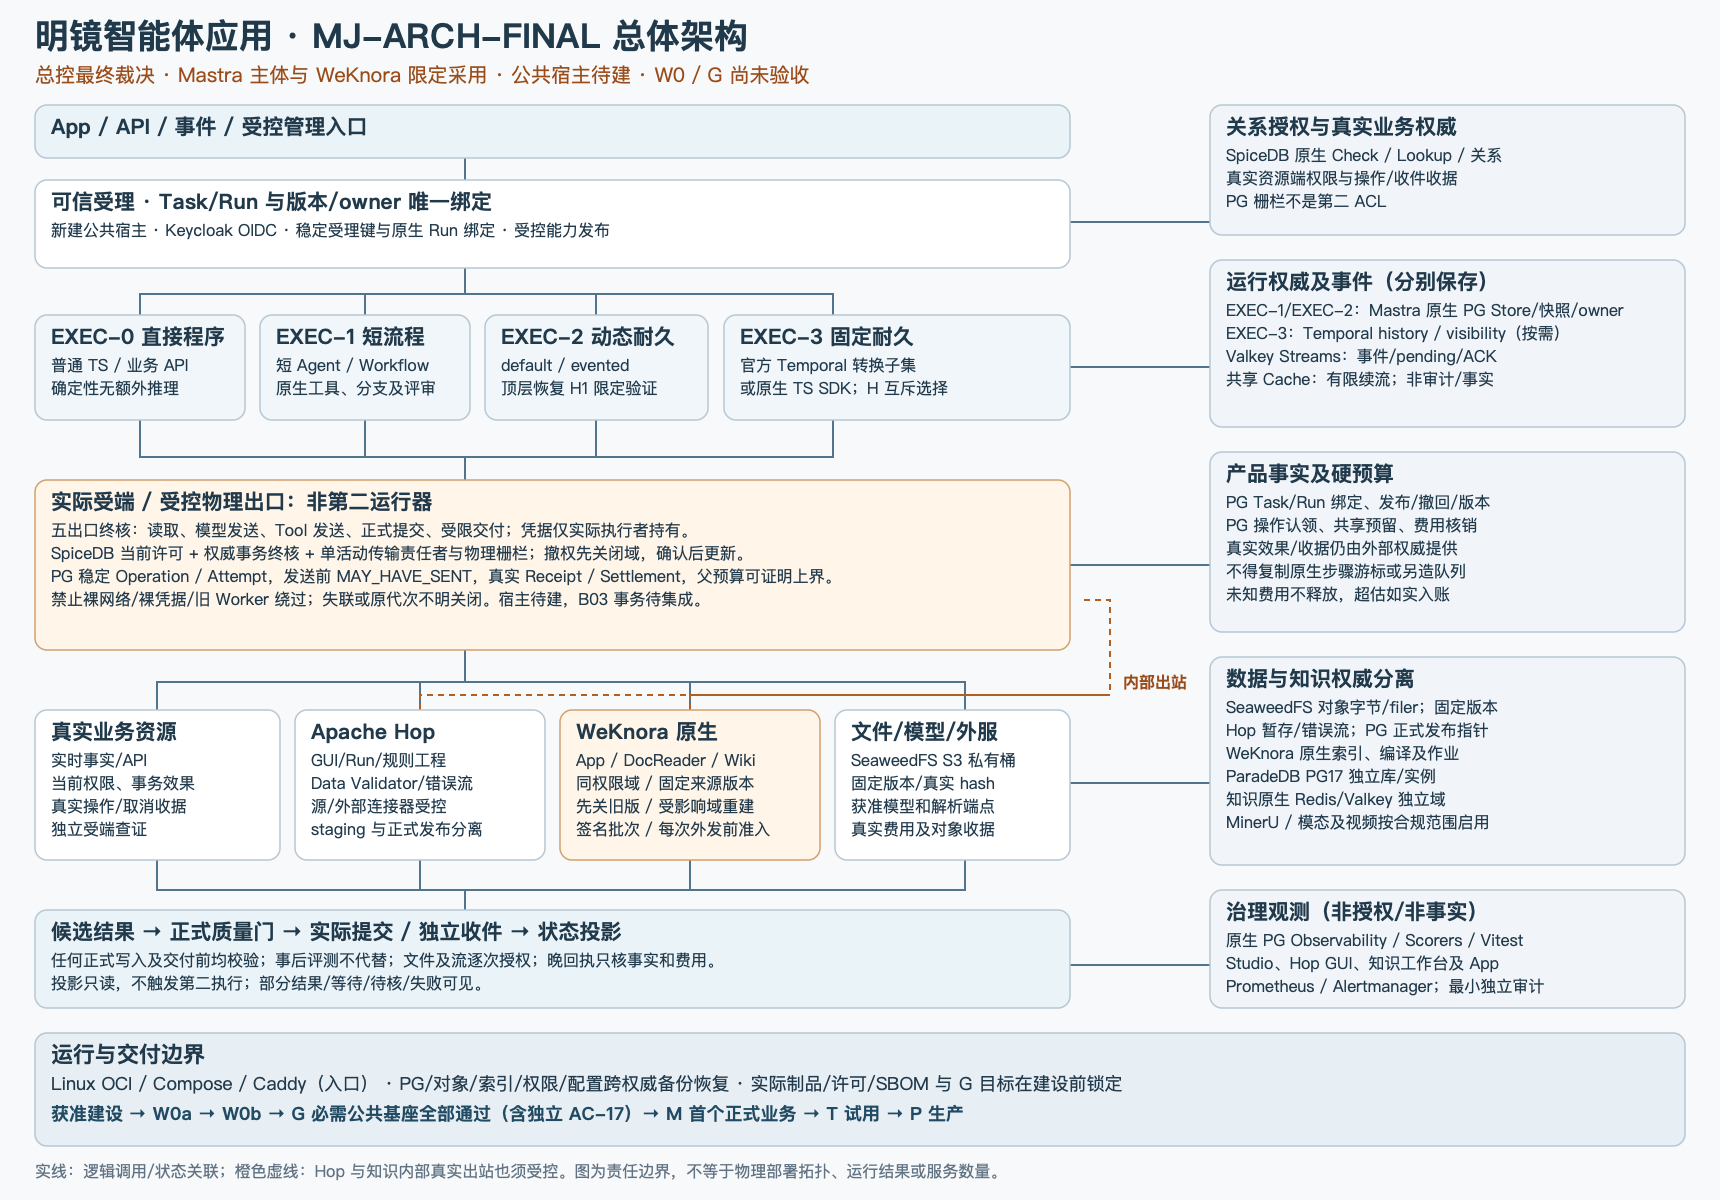 明镜智能体应用 · MJ-ARCH-FINAL 总体架构
总控最终裁决 · Mastra 主体与 WeKnora 限定采用 · 公共宿主待建 · W0 / G 尚未验收
App / API / 事件 / 受控管理入口
可信受理 · Task/Run 与版本/owner 唯一绑定
新建公共宿主 · Keycloak OIDC · 稳定受理键与原生 Run 绑定 · 受控能力发布
EXEC-0 直接程序
普通 TS / 业务 API
确定性无额外推理
EXEC-1 短流程
短 Agent / Workflow
原生工具、分支及评审
EXEC-2 动态耐久
default / evented
顶层恢复 H1 限定验证
EXEC-3 固定耐久
官方 Temporal 转换子集
或原生 TS SDK；H 互斥选择
实际受端 / 受控物理出口：非第二运行器
五出口终核：读取、模型发送、Tool 发送、正式提交、受限交付；凭据仅实际执行者持有。
SpiceDB 当前许可 + 权威事务终核 + 单活动传输责任者与物理栅栏；撤权先关闭域，确认后更新。
PG 稳定 Operation / Attempt，发送前 MAY_HAVE_SENT，真实 Receipt / Settlement，父预算可证明上界。
禁止裸网络/裸凭据/旧 Worker 绕过；失联或原代次不明关闭。宿主待建，B03 事务待集成。
内部出站
真实业务资源
实时事实/API
当前权限、事务效果
真实操作/取消收据
独立受端查证
Apache Hop
GUI/Run/规则工程
Data Validator/错误流
源/外部连接器受控
staging 与正式发布分离
WeKnora 原生
App / DocReader / Wiki
同权限域 / 固定来源版本
先关旧版 / 受影响域重建
签名批次 / 每次外发前准入
文件/模型/外服
SeaweedFS S3 私有桶
固定版本/真实 hash
获准模型和解析端点
真实费用及对象收据
候选结果 → 正式质量门 → 实际提交 / 独立收件 → 状态投影
任何正式写入及交付前均校验；事后评测不代替；文件及流逐次授权；晚回执只核事实和费用。
投影只读，不触发第二执行；部分结果/等待/待核/失败可见。
关系授权与真实业务权威
SpiceDB 原生 Check / Lookup / 关系
真实资源端权限与操作/收件收据
PG 栅栏不是第二 ACL
运行权威及事件（分别保存）
EXEC-1/EXEC-2：Mastra 原生 PG Store/快照/owner
EXEC-3：Temporal history / visibility（按需）
Valkey Streams：事件/pending/ACK
共享 Cache：有限续流；非审计/事实
产品事实及硬预算
PG Task/Run 绑定、发布/撤回/版本
PG 操作认领、共享预留、费用核销
真实效果/收据仍由外部权威提供
不得复制原生步骤游标或另造队列
未知费用不释放，超估如实入账
数据与知识权威分离
SeaweedFS 对象字节/filer；固定版本
Hop 暂存/错误流；PG 正式发布指针
WeKnora 原生索引、编译及作业
ParadeDB PG17 独立库/实例
知识原生 Redis/Valkey 独立域
MinerU / 模态及视频按合规范围启用
治理观测（非授权/非事实）
原生 PG Observability / Scorers / Vitest
Studio、Hop GUI、知识工作台及 App
Prometheus / Alertmanager；最小独立审计
运行与交付边界
Linux OCI / Compose / Caddy（入口） · PG/对象/索引/权限/配置跨权威备份恢复 · 实际制品/许可/SBOM 与 G 目标在建设前锁定
获准建设 → W0a → W0b → G 必需公共基座全部通过（含独立 AC-17）→ M 首个正式业务 → T 试用 → P 生产
实线：逻辑调用/状态关联；橙色虚线：Hop 与知识内部真实出站也须受控。图为责任边界，不等于物理部署拓扑、运行结果或服务数量。